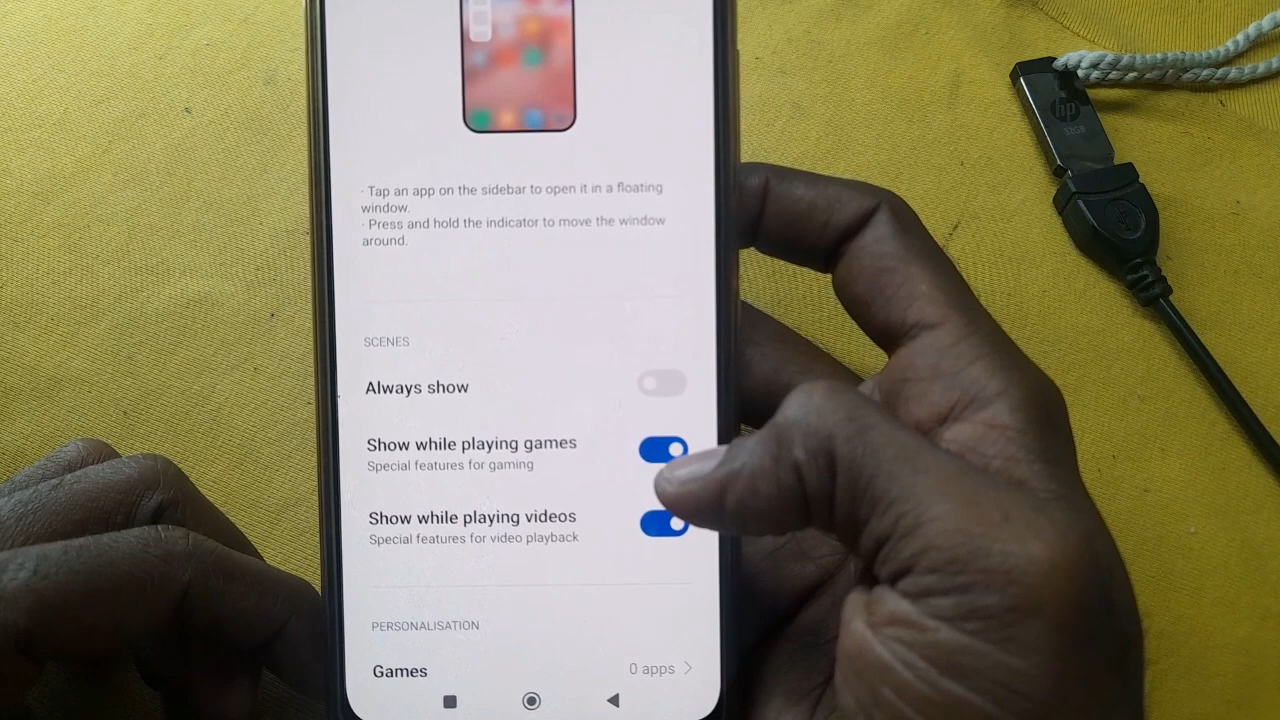 · Tap an app on the sidebar to open it in a floating
window.
· Press and hold the indicator to move the window
around.
SCENES
Always show
Show while playing games
Special features for gaming
Show while playing videos
Special features for video playback
PERSONALISATION
Games
0 apps
hp
32GB